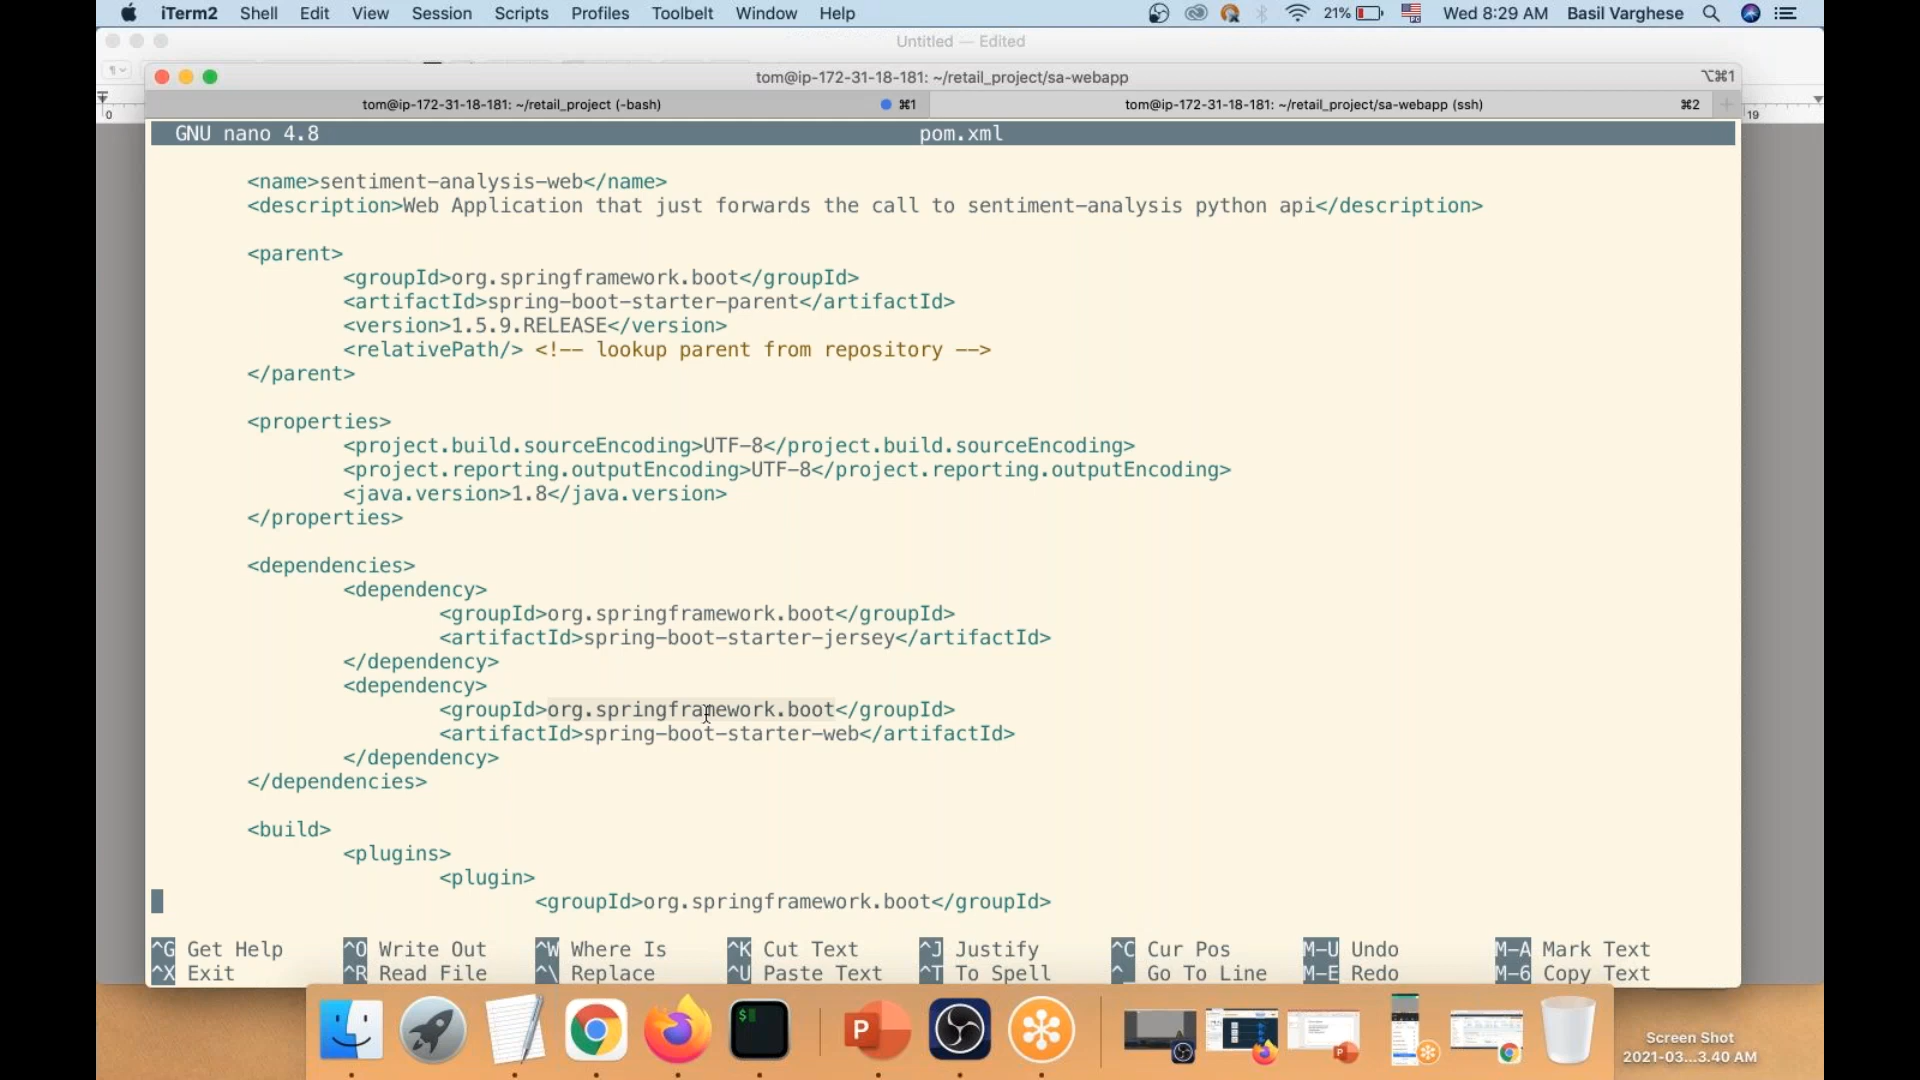 iTerm2 Shell Edit View Session Scripts Profiles Toolbelt Window Help 21% Wed 8:29 AM Basil Varghese
Untitled — Edited
tom@ip-172-31-18-181: ~/retail_project/sa-webapp ⌥⌘1
tom@ip-172-31-18-181: ~/retail_project (-bash) ⌘1 tom@ip-172-31-18-181: ~/retail_project/sa-webapp (ssh) ⌘2
0 19
GNU nano 4.8 pom.xml
<name>sentiment-analysis-web</name>
<description>Web Application that just forwards the call to sentiment-analysis python api</description>
<parent>
<groupId>org.springframework.boot</groupId>
<artifactId>spring-boot-starter-parent</artifactId>
<version>1.5.9.RELEASE</version>
<relativePath/> <!-- lookup parent from repository -->
</parent>
<properties>
<project.build.sourceEncoding>UTF-8</project.build.sourceEncoding>
<project.reporting.outputEncoding>UTF-8</project.reporting.outputEncoding>
<java.version>1.8</java.version>
</properties>
<dependencies>
<dependency>
<groupId>org.springframework.boot</groupId>
<artifactId>spring-boot-starter-jersey</artifactId>
</dependency>
<dependency>
<groupId>org.springframework.boot</groupId>
<artifactId>spring-boot-starter-web</artifactId>
</dependency>
</dependencies>
<build>
<plugins>
<plugin>
<groupId>org.springframework.boot</groupId>
^G Get Help ^O Write Out ^W Where Is ^K Cut Text ^J Justify ^C Cur Pos M-U Undo M-A Mark Text
^X Exit ^R Read File ^\ Replace ^U Paste Text ^T To Spell ^_ Go To Line M-E Redo M-6 Copy Text
Screen Shot
2021-03...3.40 AM